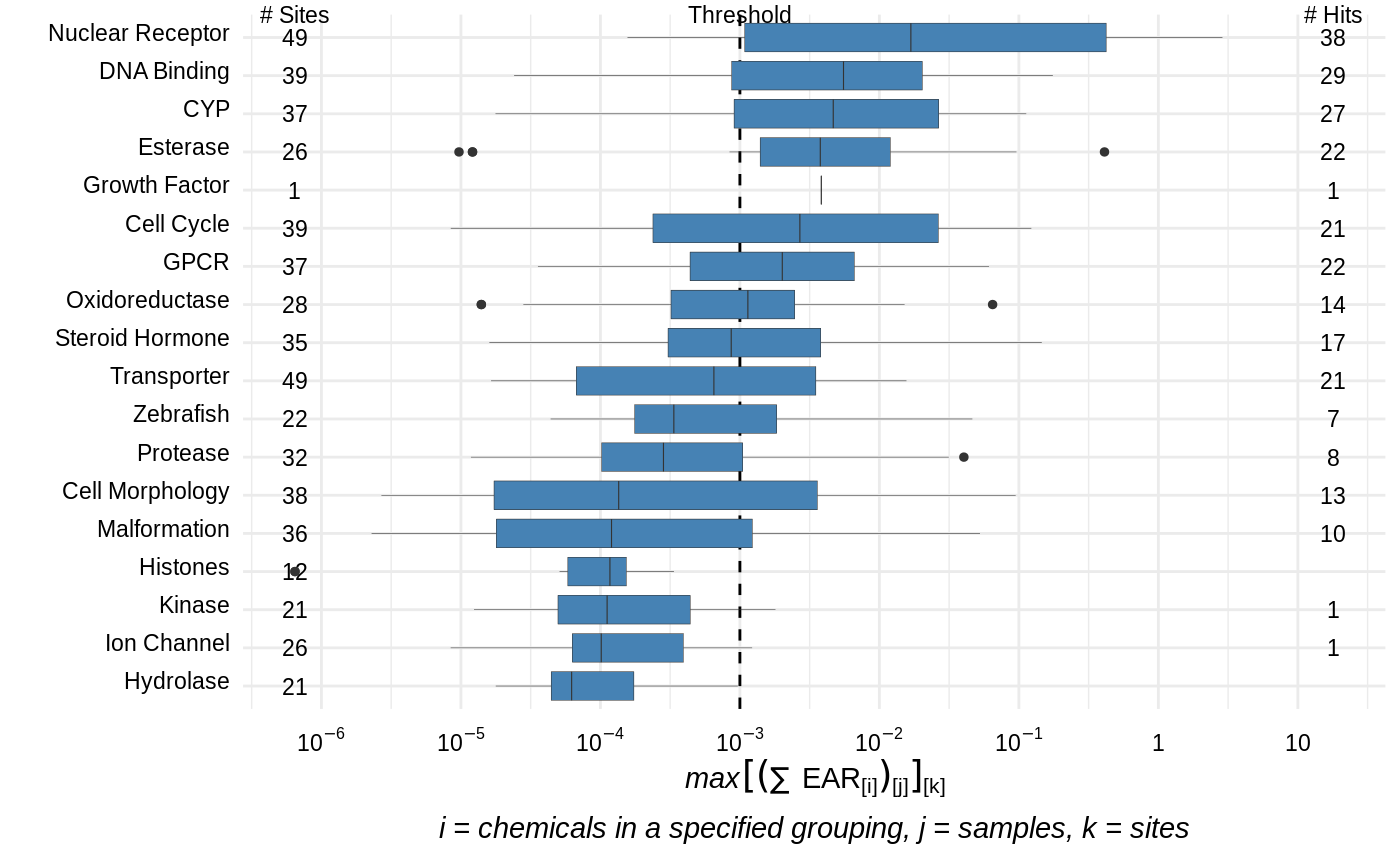 # Sites Threshold # Hits
Nuclear Receptor 49 38
DNA Binding 39 29
CYP 37 27
Esterase 26 22
Growth Factor 1 1
Cell Cycle 39 21
GPCR 37 22
Oxidoreductase 28 14
Steroid Hormone 35 17
Transporter 49 21
Zebrafish 22 7
Protease 32 8
Cell Morphology 38 13
Malformation 36 10
Histones 12
Kinase 21 1
Ion Channel 26 1
Hydrolase 21
10⁻⁶ 10⁻⁵ 10⁻⁴ 10⁻³ 10⁻² 10⁻¹ 1 10
max[(∑ EAR[i])[j]][k]
i = chemicals in a specified grouping, j = samples, k = sites